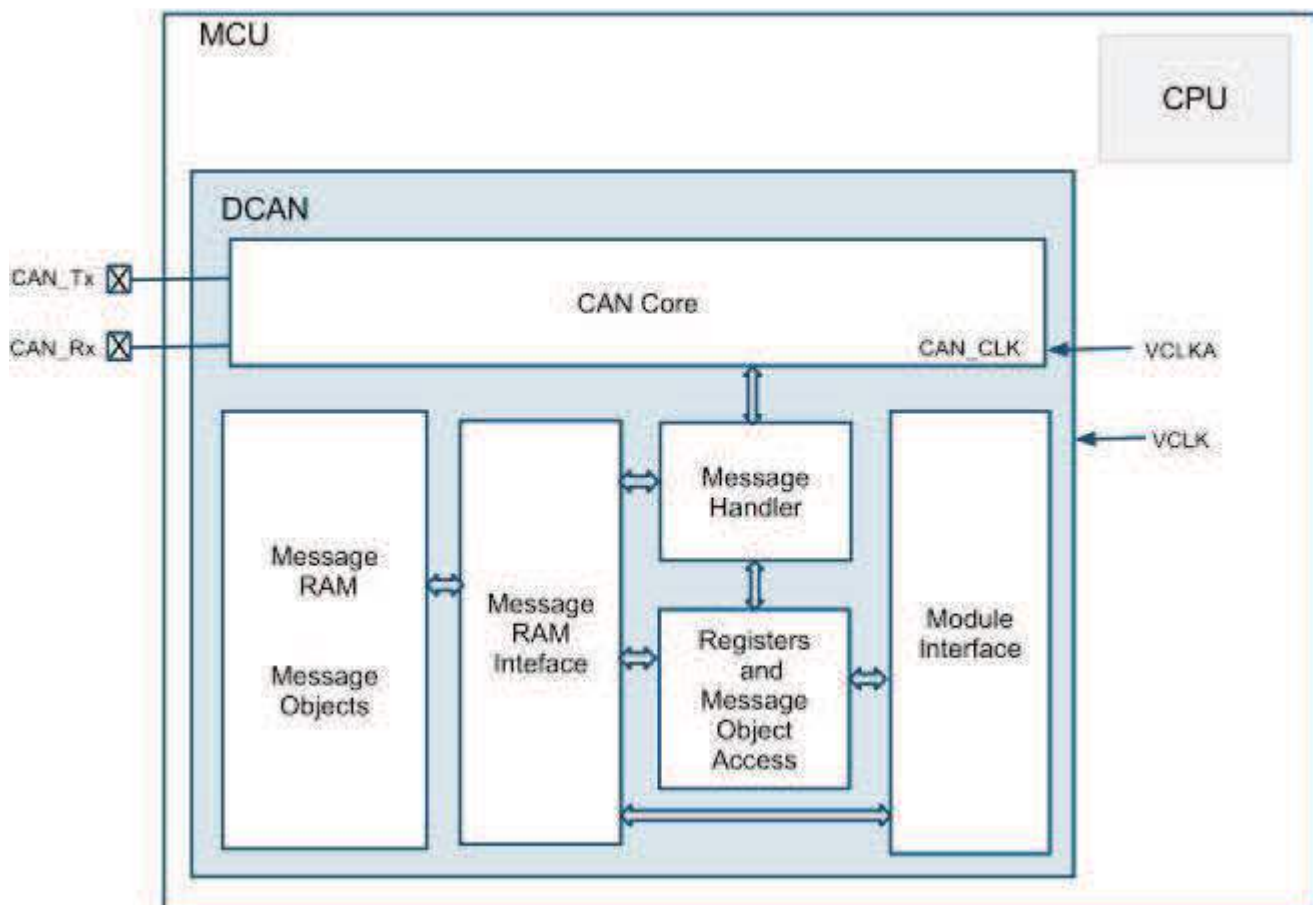 MCU
CPU
DCAN
CAN_Tx
CAN Core
CAN_Rx
CAN_CLK
VCLKA
VCLK
Message
Handler
Message
RAM
Message
Objects
Message
RAM
Inteface
Registers
and
Message
Object
Access
Module
Interface